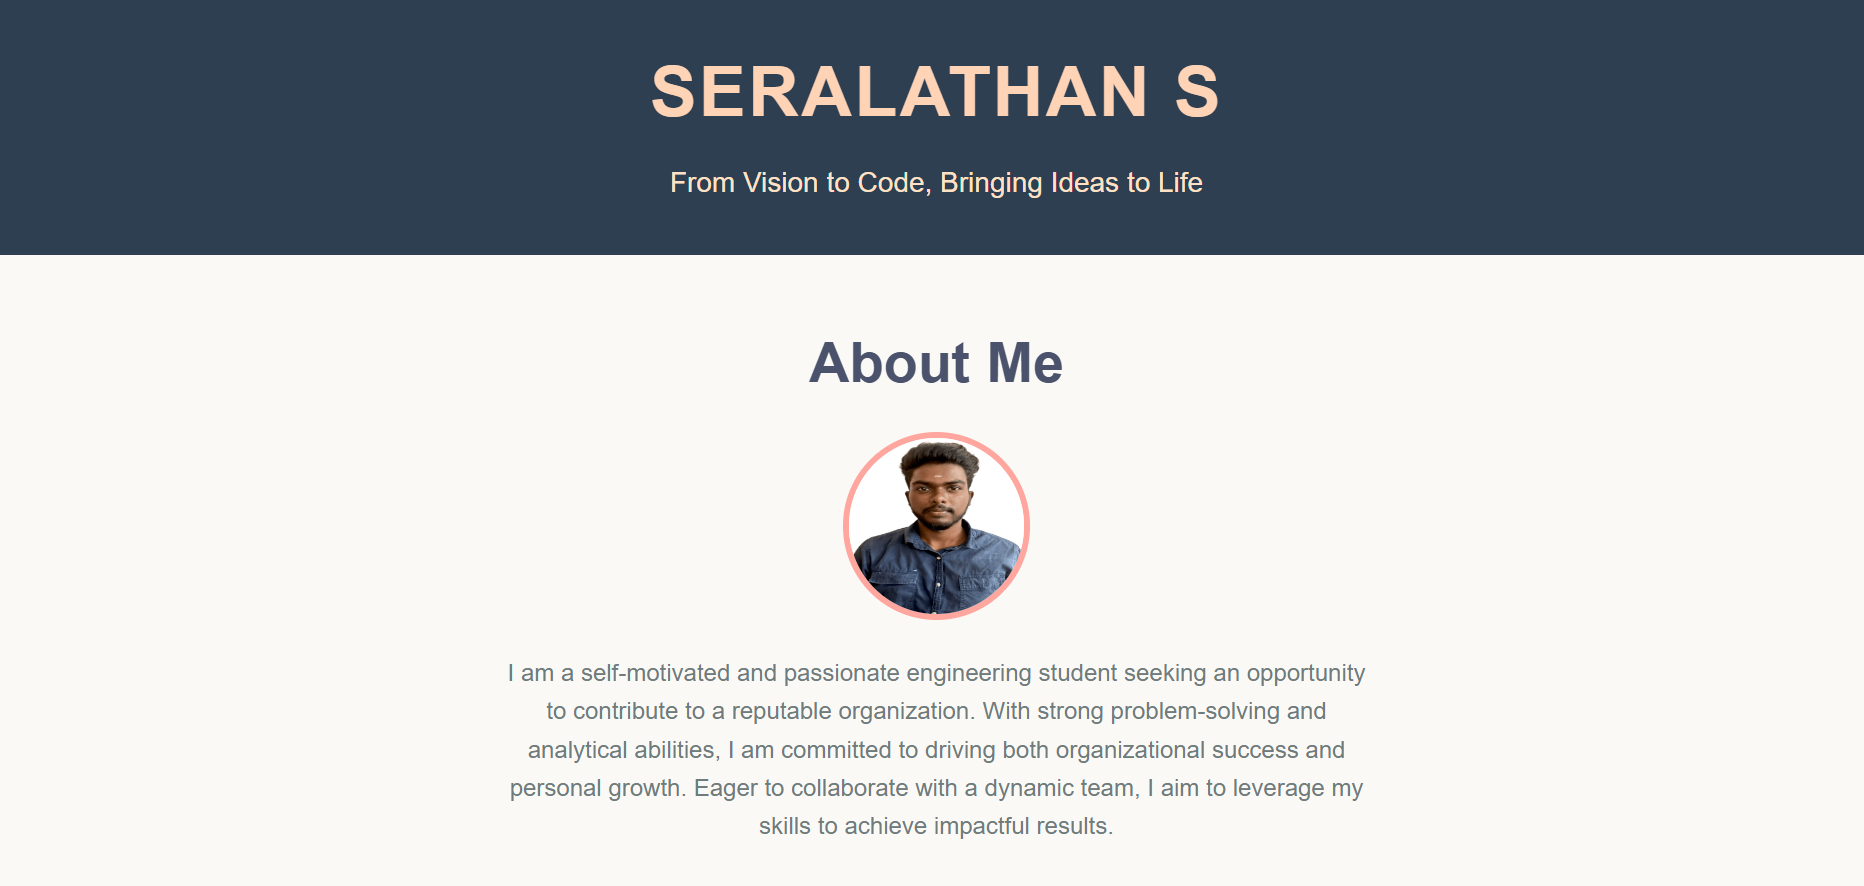 SERALATHAN S
From Vision to Code, Bringing Ideas to Life
About Me
I am a self-motivated and passionate engineering student seeking an opportunity
to contribute to a reputable organization. With strong problem-solving and
analytical abilities, I am committed to driving both organizational success and
personal growth. Eager to collaborate with a dynamic team, I aim to leverage my
skills to achieve impactful results.